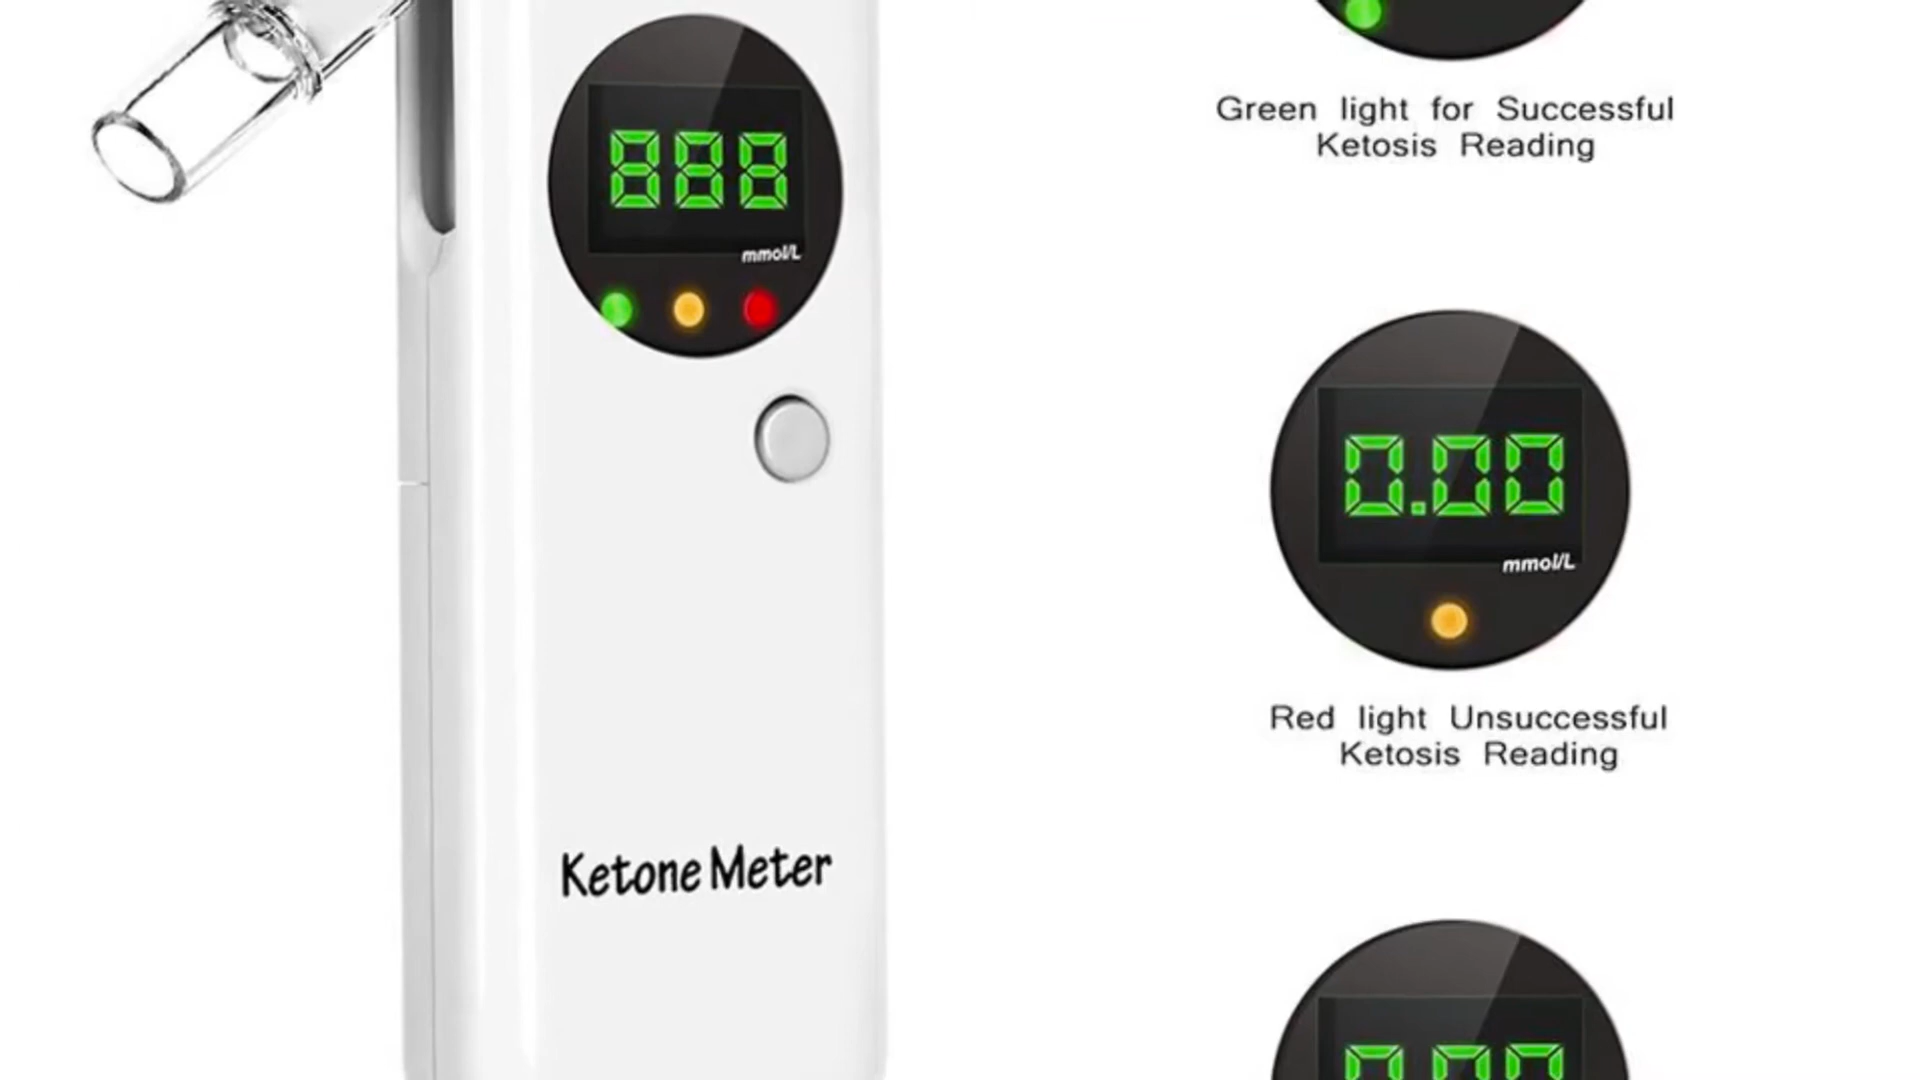 888
mmol/L
Ketone Meter
Green light for Successful
Ketosis Reading
0.00
mmol/L
Red light Unsuccessful
Ketosis Reading